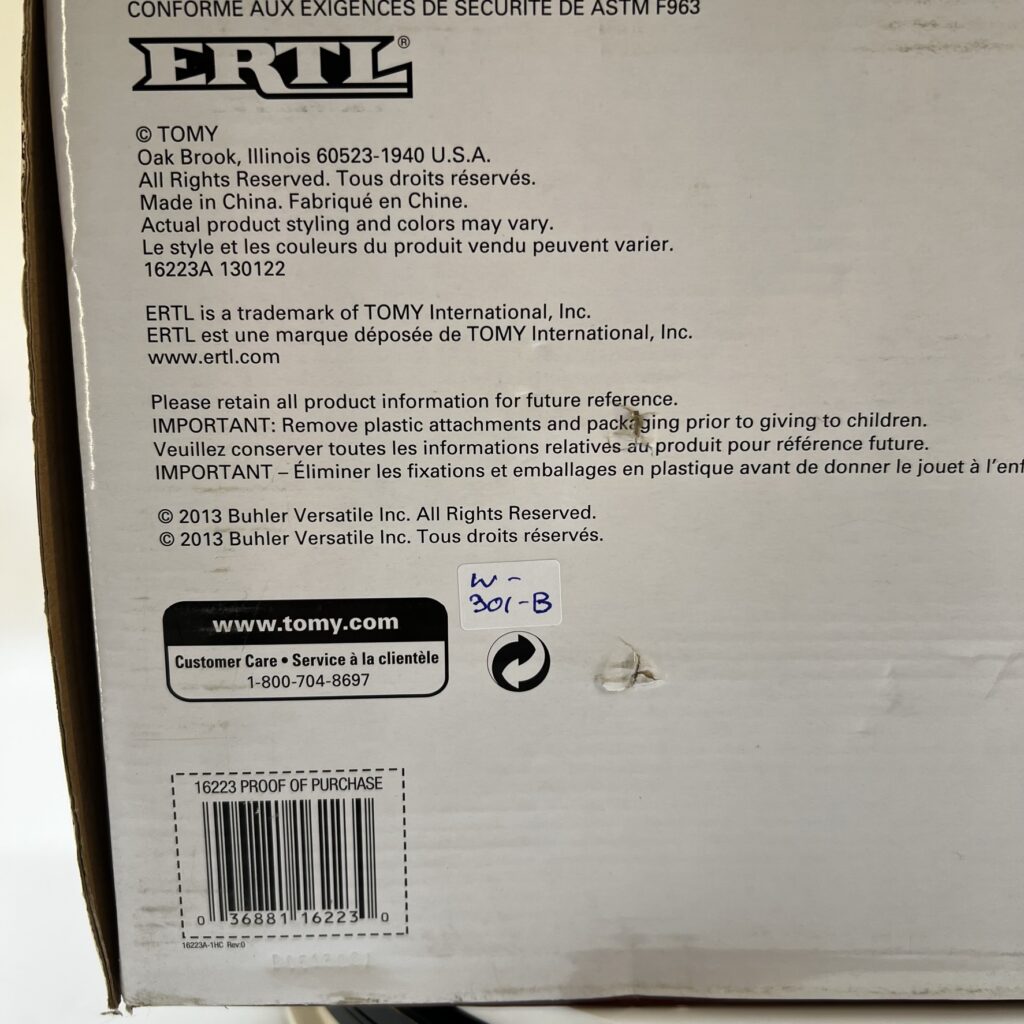 CONFORME AUX EXIGENCES DE SÉCURITÉ DE ASTM F963
ERTL®
© TOMY
Oak Brook, Illinois 60523-1940 U.S.A.
All Rights Reserved. Tous droits réservés.
Made in China. Fabriqué en Chine.
Actual product styling and colors may vary.
Le style et les couleurs du produit vendu peuvent varier.
16223A 130122
ERTL is a trademark of TOMY International, Inc.
ERTL est une marque déposée de TOMY International, Inc.
www.ertl.com
Please retain all product information for future reference.
IMPORTANT: Remove plastic attachments and packaging prior to giving to children.
Veuillez conserver toutes les informations relatives au produit pour référence future.
IMPORTANT – Éliminer les fixations et emballages en plastique avant de donner le jouet à l'enf
© 2013 Buhler Versatile Inc. All Rights Reserved.
© 2013 Buhler Versatile Inc. Tous droits réservés.
W-
301-B
www.tomy.com
Customer Care • Service à la clientèle
1-800-704-8697
16223 PROOF OF PURCHASE
0 36881 16223 0
16223A-1HC Rev:0